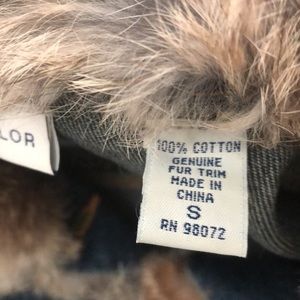 LOR
100% COTTON
GENUINE
FUR TRIM
MADE IN
CHINA
S
RN 98072